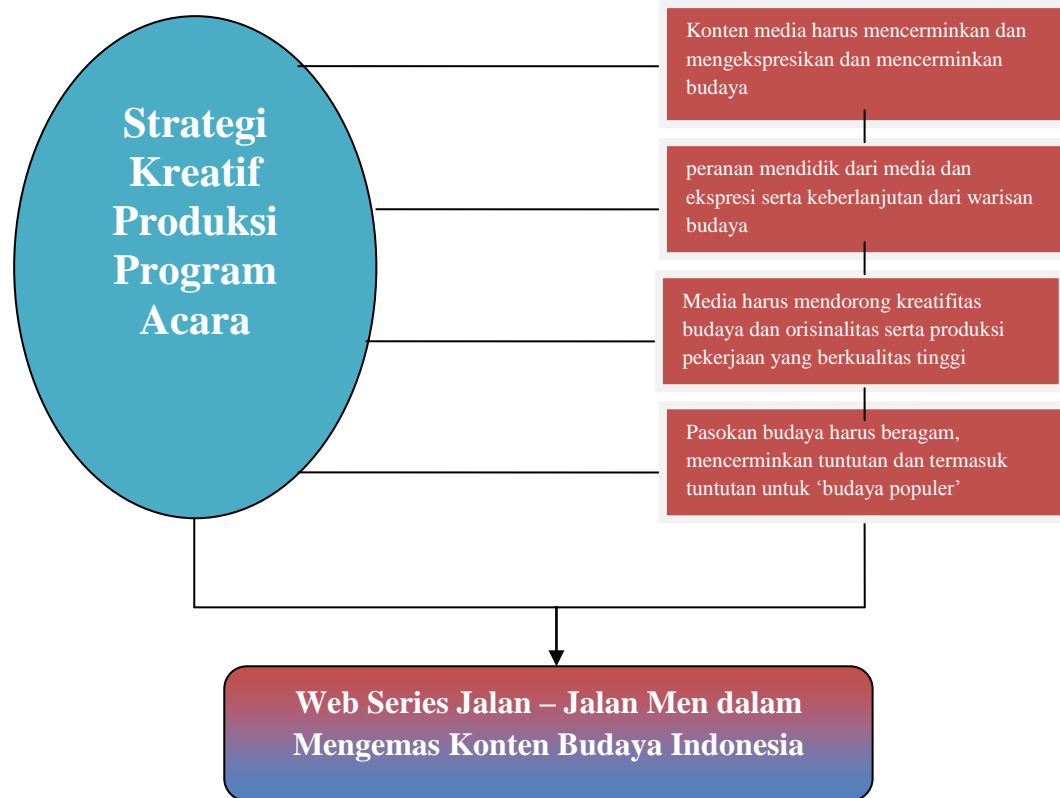 Strategi
Kreatif
Produksi
Program
Acara
Konten media harus mencerminkan dan
mengekspresikan dan mencerminkan
budaya
peranan mendidik dari media dan
ekspresi serta keberlanjutan dari warisan
budaya
Media harus mendorong kreatifitas
budaya dan orisinalitas serta produksi
pekerjaan yang berkualitas tinggi
Pasokan budaya harus beragam,
mencerminkan tuntutan dan termasuk
tuntutan untuk ‘budaya populer’
Web Series Jalan – Jalan Men dalam
Mengemas Konten Budaya Indonesia